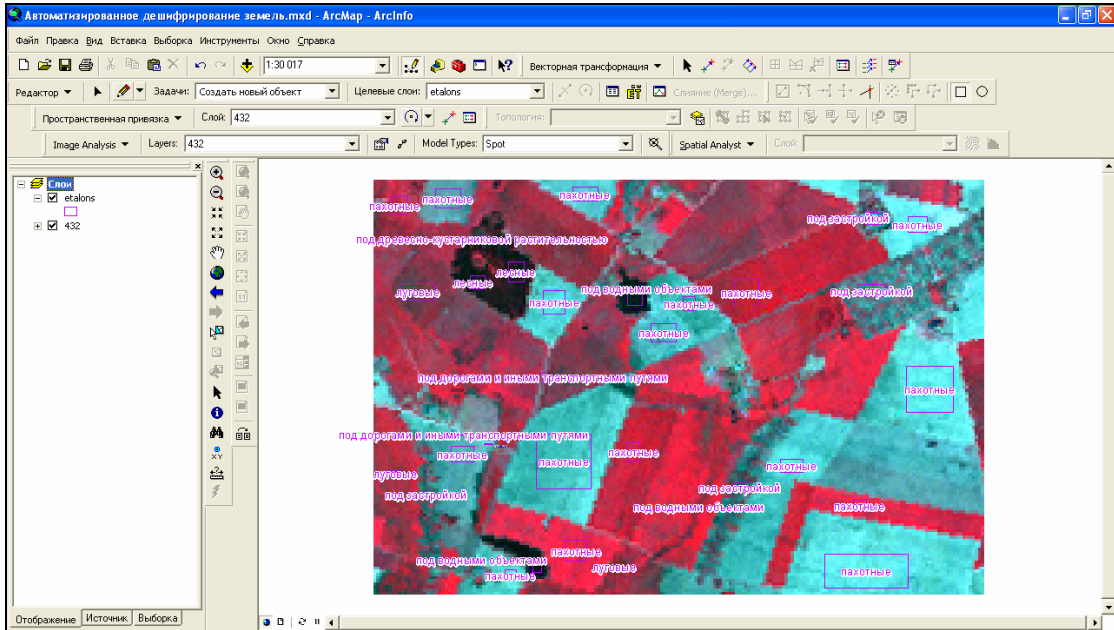 Автоматизированное дешифрирование земель.mxd - ArcMap - ArcInfo
Файл Правка Вид Вставка Выборка Инструменты Окно Справка
1:30 017 Векторная трансформация
Редактор Задачи: Создать новый объект Целевые слои: etalons Слияние (Merge)...
Пространственная привязка Слой: 432 Топология:
Image Analysis Layers: 432 Model Types: Spot Spatial Analyst Слой:
Слои
etalons
432
пахотные
пахотные
пахотные
под застройкой
пахотные
под древесно-кустарниковой растительностью
лесные
лесные
луговые
под водными объектами
пахотные
под застройкой
пахотные
пахотные
пахотные
под дорогами и иными транспортными путями
пахотные
под дорогами и иными транспортными путями
пахотные
пахотные
пахотные
пахотные
луговые
под застройкой
под застройкой
под водными объектами
пахотные
пахотные
под водными объектами
луговые
пахотные
пахотные
Отображение Источник Выборка